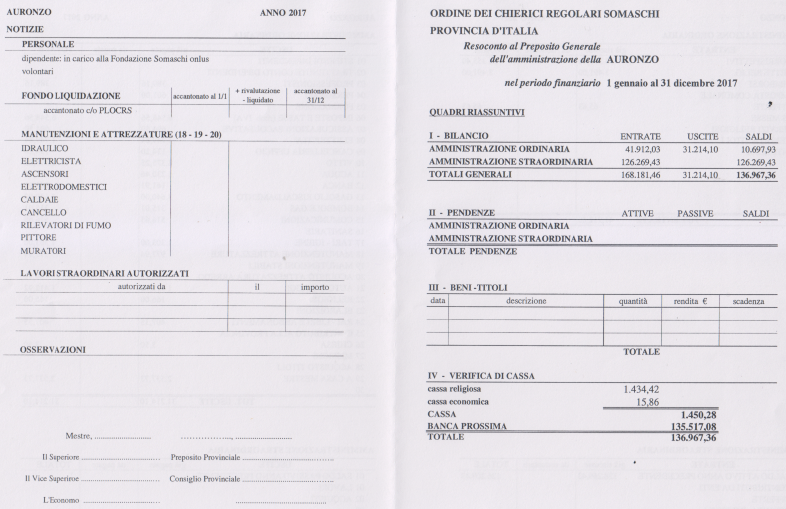 AURONZO ANNO 2017
NOTIZIE
PERSONALE
dipendente: in carico alla Fondazione Somaschi onlus
volontari
FONDO LIQUIDAZIONE accantonato al 1/1 + rivalutazione - liquidato accantonato al 31/12
accantonato c/o PLOCRS
MANUTENZIONI E ATTREZZATURE (18 - 19 - 20)
IDRAULICO
ELETTRICISTA
ASCENSORI
ELETTRODOMESTICI
CALDAIE
CANCELLO
RILEVATORI DI FUMO
PITTORE
MURATORI
LAVORI STRAORDINARI AUTORIZZATI
autorizzati da il importo
OSSERVAZIONI
Mestre, .......................... ................., ..........................
Il Superiore ................................... Preposito Provinciale ...................................
Il Vice Superiroe ................................... Consiglio Provinciale ...................................
L'Economo ................................... ...................................
ORDINE DEI CHIERICI REGOLARI SOMASCHI
PROVINCIA D'ITALIA
Resoconto al Preposito Generale
dell'amministrazione della AURONZO
nel periodo finanziario 1 gennaio al 31 dicembre 2017
QUADRI RIASSUNTIVI
I - BILANCIO ENTRATE USCITE SALDI
AMMINISTRAZIONE ORDINARIA 41.912,03 31.214,10 10.697,93
AMMINISTRAZIONE STRAORDINARIA 126.269,43 126.269,43
TOTALI GENERALI 168.181,46 31.214,10 136.967,36
II - PENDENZE ATTIVE PASSIVE SALDI
AMMINISTRAZIONE ORDINARIA
AMMINISTRAZIONE STRAORDINARIA
TOTALE PENDENZE
III - BENI -TITOLI
data descrizione quantità rendita € scadenza
TOTALE
IV - VERIFICA DI CASSA
cassa religiosa 1.434,42
cassa economica 15,86
CASSA 1.450,28
BANCA PROSSIMA 135.517,08
TOTALE 136.967,36